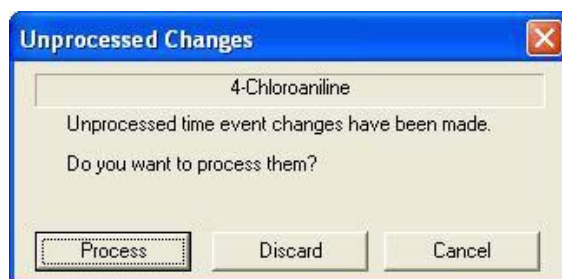 Unprocessed Changes
4-Chloroaniline
Unprocessed time event changes have been made.
Do you want to process them?
Process Discard Cancel